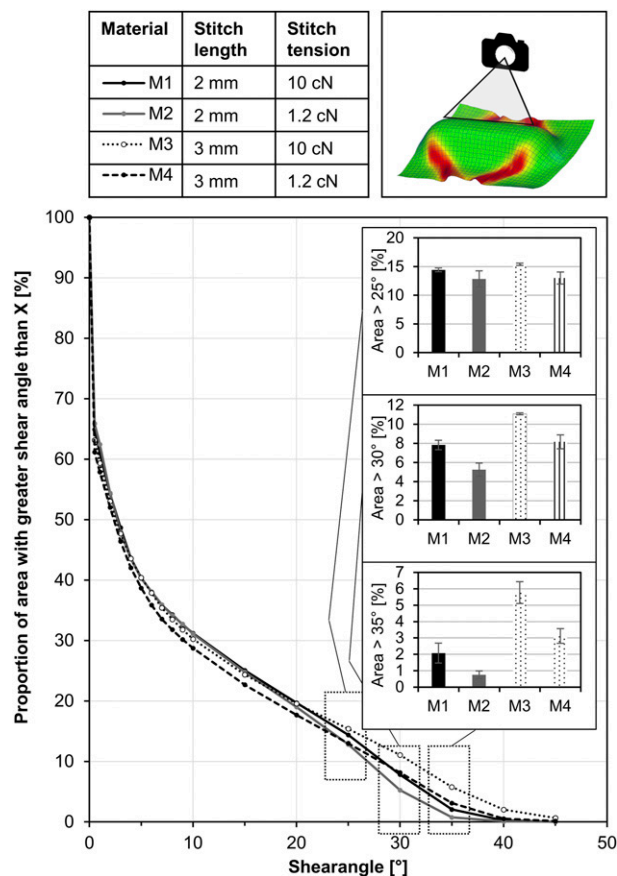 Material Stitch length Stitch tension
M1 2 mm 10 cN
M2 2 mm 1.2 cN
M3 3 mm 10 cN
M4 3 mm 1.2 cN
Proportion of area with greater shear angle than X [%]
100
90
80
70
60
50
40
30
20
10
0
0 10 20 30 40 50
Shearangle [°]
Area > 25° [%]
20
15
10
5
0
M1 M2 M3 M4
Area > 30° [%]
12
10
8
6
4
2
0
M1 M2 M3 M4
Area > 35° [%]
7
6
5
4
3
2
1
0
M1 M2 M3 M4